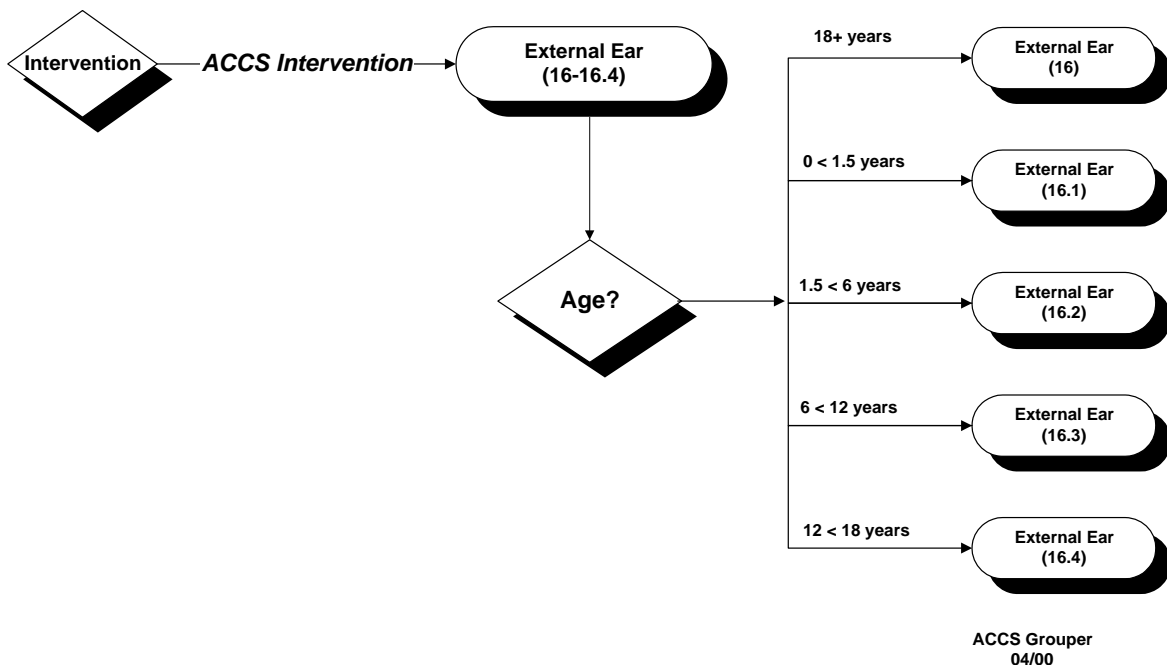 Intervention
ACCS Intervention
External Ear
(16-16.4)
Age?
18+ years
External Ear
(16)
0 < 1.5 years
External Ear
(16.1)
1.5 < 6 years
External Ear
(16.2)
6 < 12 years
External Ear
(16.3)
12 < 18 years
External Ear
(16.4)
ACCS Grouper
04/00